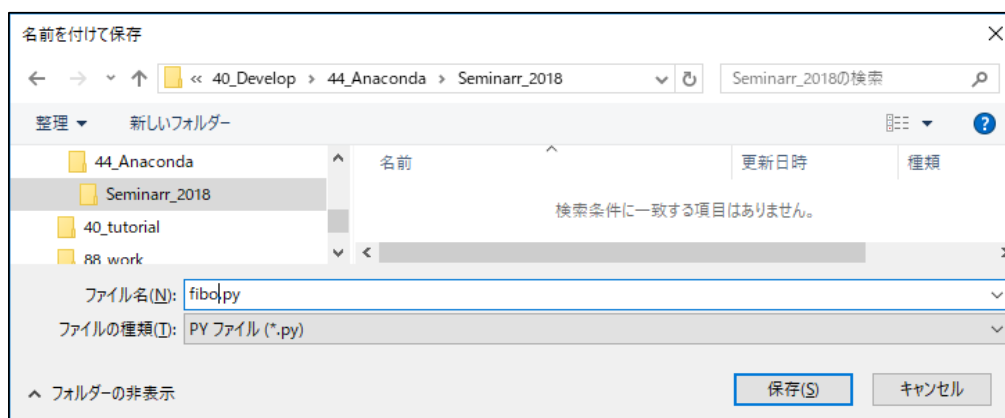 名前を付けて保存
« 40_Develop › 44_Anaconda › Seminarr_2018 Seminarr_2018の検索
整理 新しいフォルダー
44_Anaconda 名前 更新日時 種類
Seminarr_2018
検索条件に一致する項目はありません。
40_tutorial
88_work
ファイル名(N): fibo.py
ファイルの種類(T): PY ファイル (*.py)
フォルダーの非表示 保存(S) キャンセル